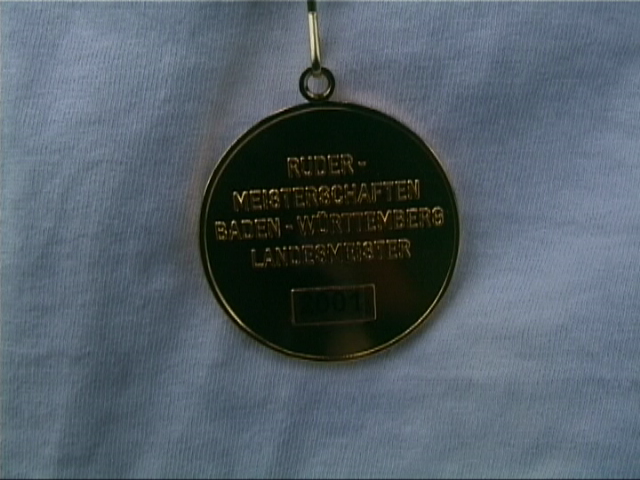 RUDER-
MEISTERSCHAFTEN
BADEN-WÜRTTEMBERG
LANDESMEISTER
2001